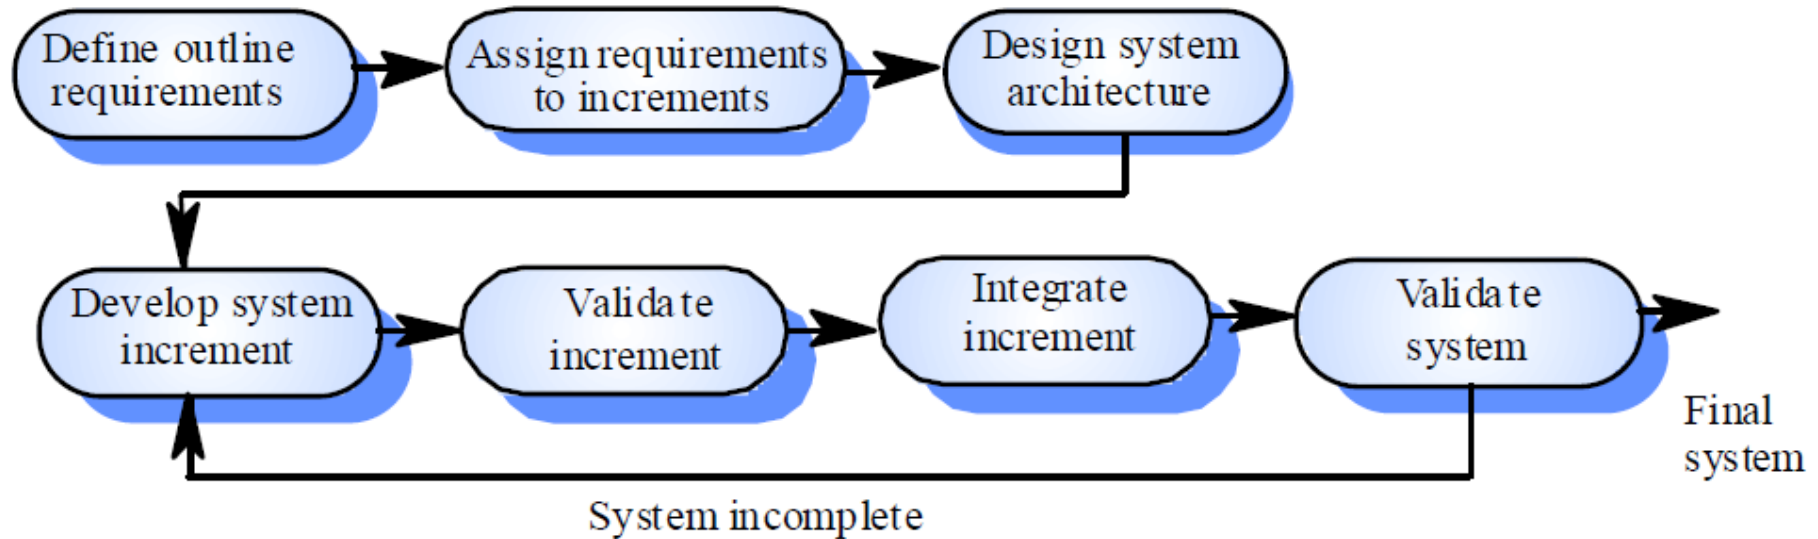 Define outline
requirements
Assign requirements
to increments
Design system
architecture
Develop system
increment
Validate
increment
Integrate
increment
Validate
system
Final
system
System incomplete